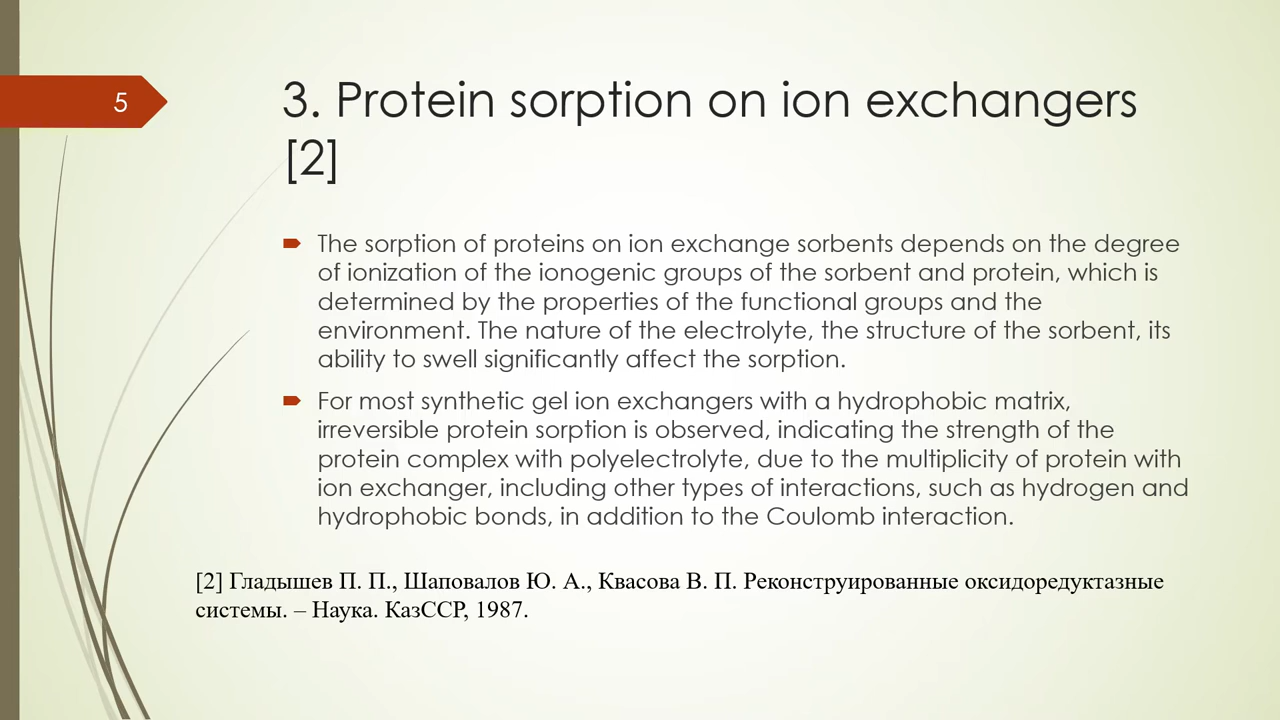 5
3. Protein sorption on ion exchangers
[2]
The sorption of proteins on ion exchange sorbents depends on the degree
of ionization of the ionogenic groups of the sorbent and protein, which is
determined by the properties of the functional groups and the
environment. The nature of the electrolyte, the structure of the sorbent, its
ability to swell significantly affect the sorption.
For most synthetic gel ion exchangers with a hydrophobic matrix,
irreversible protein sorption is observed, indicating the strength of the
protein complex with polyelectrolyte, due to the multiplicity of protein with
ion exchanger, including other types of interactions, such as hydrogen and
hydrophobic bonds, in addition to the Coulomb interaction.
[2] Гладышев П. П., Шаповалов Ю. А., Квасова В. П. Реконструированные оксидоредуктазные
системы. – Наука. КазССР, 1987.